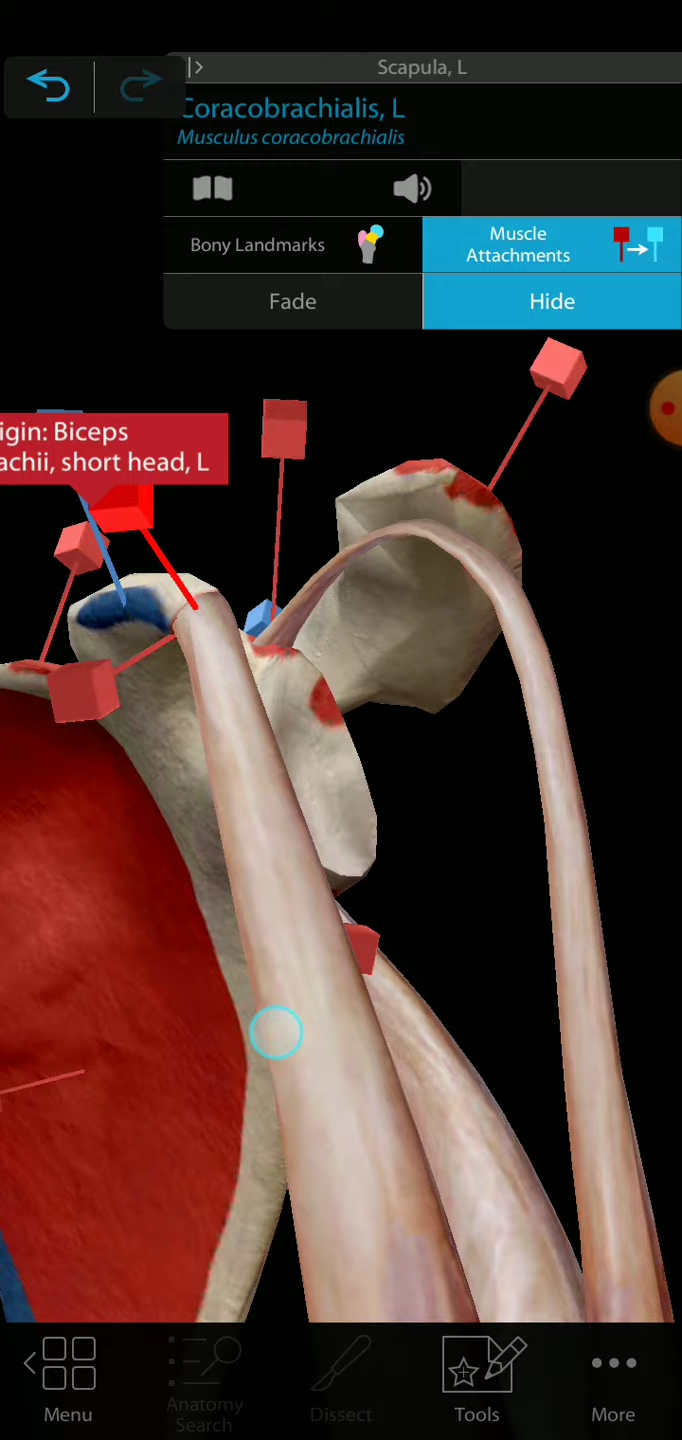 Scapula, L
Coracobrachialis, L
Musculus coracobrachialis
Bony Landmarks
Muscle
Attachments
Fade
Hide
igin: Biceps
achii, short head, L
Menu
Anatomy
Search
Dissect
Tools
More